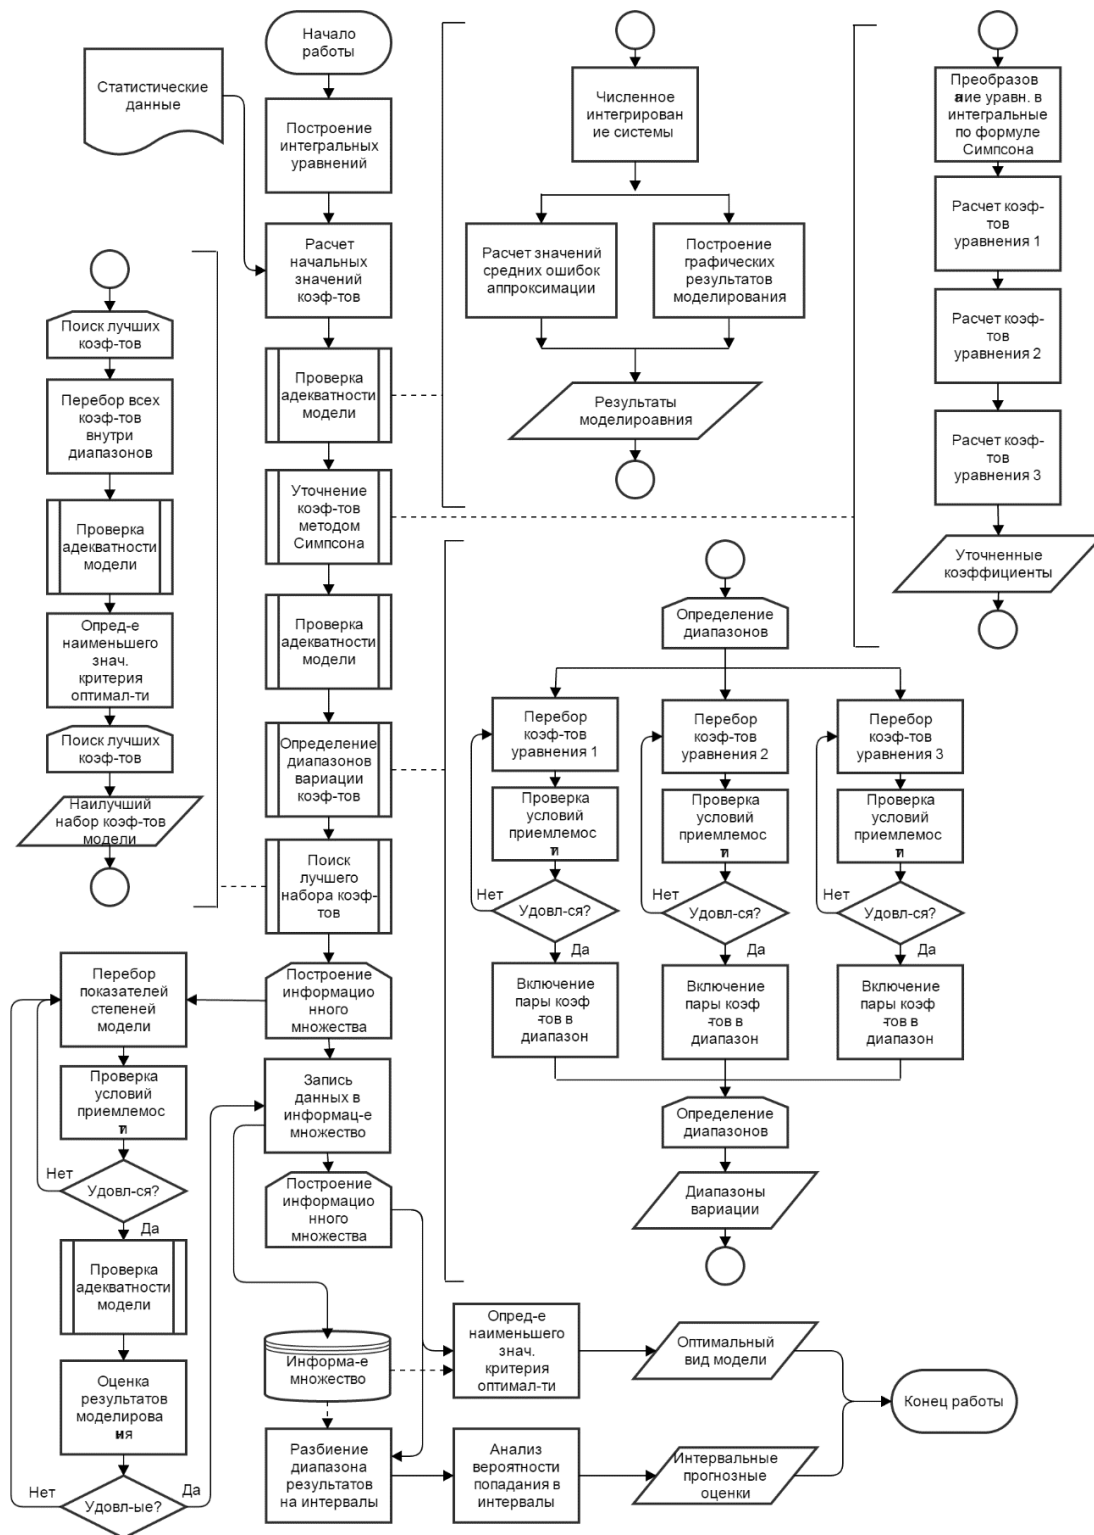 Начало
работы
Статистические
данные
Построение
интегральных
уравнений
Расчет
начальных
значений
коэф-тов
Проверка
адекватности
модели
Уточнение
коэф-тов
методом
Симпсона
Проверка
адекватности
модели
Определение
диапазонов
вариации
коэф-тов
Поиск
лучшего
набора коэф-
тов
Построение
информацио
нного
множества
Запись
данных в
информац-е
множество
Построение
информацио
нного
множества
Информа-е
множество
Разбиение
диапазона
результатов
на интервалы
Поиск лучших
коэф-тов
Перебор всех
коэф-тов
внутри
диапазонов
Проверка
адекватности
модели
Опред-е
наименьшего
знач.
критерия
оптимал-ти
Поиск лучших
коэф-тов
Наилучший
набор коэф-тов
модели
Перебор
показателей
степеней
модели
Проверка
условий
приемлемос
ти
Нет
Удовл-ся?
Да
Проверка
адекватности
модели
Оценка
результатов
моделирова
ния
Нет
Удовл-ые?
Да
Численное
интегрирован
ие системы
Расчет значений
средних ошибок
аппроксимации
Построение
графических
результатов
моделирования
Результаты
моделироавния
Преобразов
ание уравн. в
интегральные
по формуле
Симпсона
Расчет коэф-
тов
уравнения 1
Расчет коэф-
тов
уравнения 2
Расчет коэф-
тов
уравнения 3
Уточненные
коэффициенты
Определение
диапазонов
Перебор
коэф-тов
уравнения 1
Проверка
условий
приемлемос
ти
Нет
Удовл-ся?
Да
Включение
пары коэф
-тов в
диапазон
Перебор
коэф-тов
уравнения 2
Проверка
условий
приемлемос
ти
Нет
Удовл-ся?
Да
Включение
пары коэф
-тов в
диапазон
Перебор
коэф-тов
уравнения 3
Проверка
условий
приемлемос
ти
Нет
Удовл-ся?
Да
Включение
пары коэф
-тов в
диапазон
Определение
диапазонов
Диапазоны
вариации
Опред-е
наименьшего
знач.
критерия
оптимал-ти
Оптимальный
вид модели
Анализ
вероятности
попадания в
интервалы
Интервальные
прогнозные
оценки
Конец работы